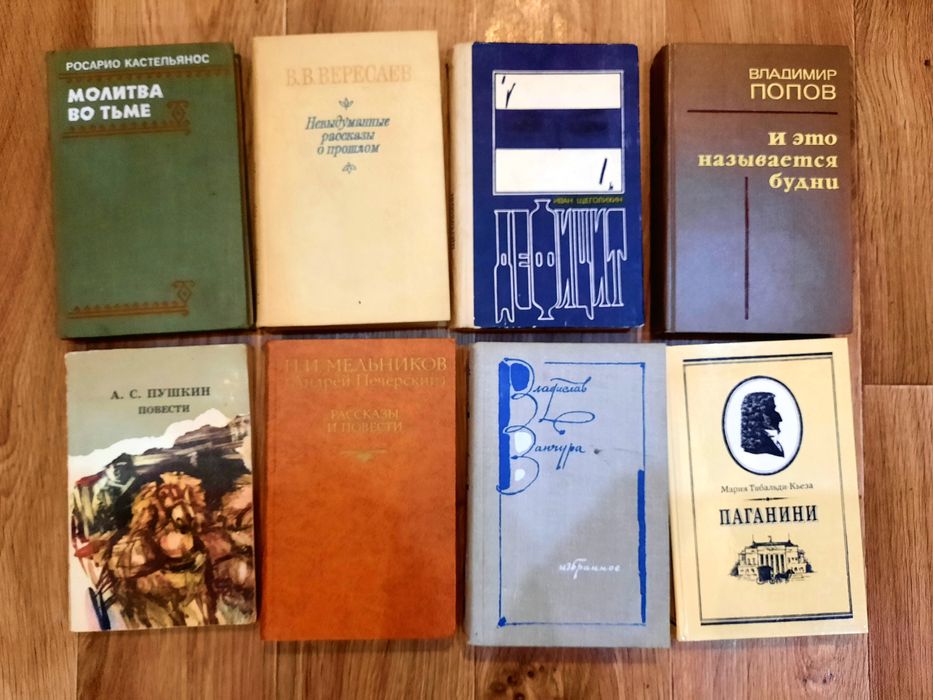 РОСАРИО КАСТЕЛЬЯНОС
МОЛИТВА
ВО ТЬМЕ
В.В.ВЕРЕСАЕВ
Невыдуманные
рассказы
о прошлом
ИВАН ЩЕГОЛИХИН
ДЕФИЦИТ
ВЛАДИМИР
ПОПОВ
И это
называется
будни
А. С. ПУШКИН
ПОВЕСТИ
П.И.МЕЛЬНИКОВ
(Андрей Печерский)
РАССКАЗЫ
И ПОВЕСТИ
Владислав
Ванчура
избранное
Мария Тибальди-Кьеза
ПАГАНИНИ